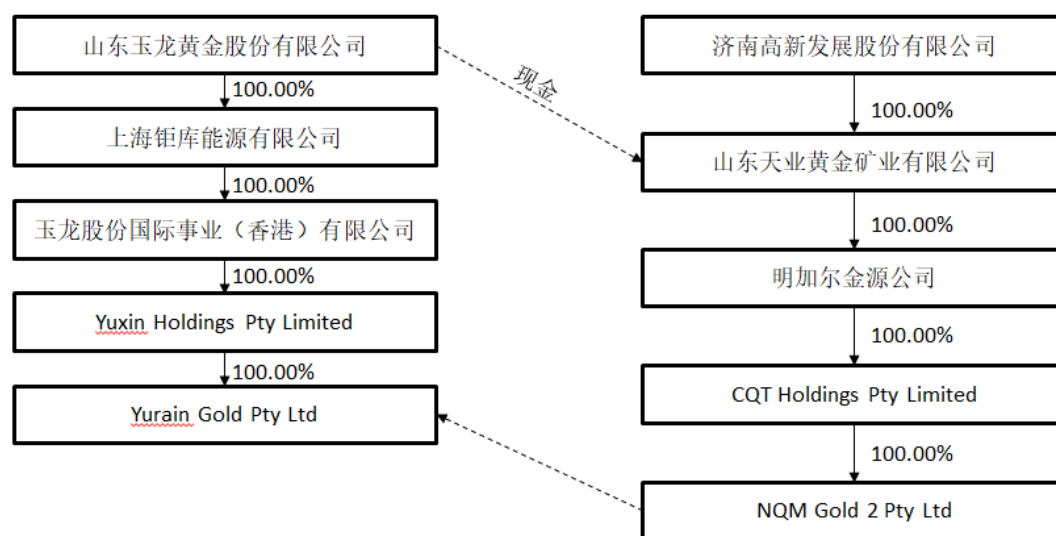 山东玉龙黄金股份有限公司
100.00%
上海钜库能源有限公司
100.00%
玉龙股份国际事业（香港）有限公司
100.00%
Yuxin Holdings Pty Limited
100.00%
Yurain Gold Pty Ltd
现金
济南高新发展股份有限公司
100.00%
山东天业黄金矿业有限公司
100.00%
明加尔金源公司
100.00%
CQT Holdings Pty Limited
100.00%
NQM Gold 2 Pty Ltd